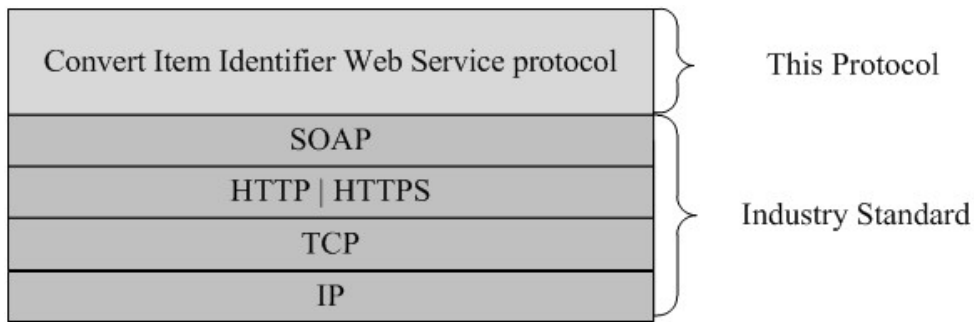 Convert Item Identifier Web Service protocol
This Protocol
SOAP
HTTP | HTTPS
TCP
IP
Industry Standard